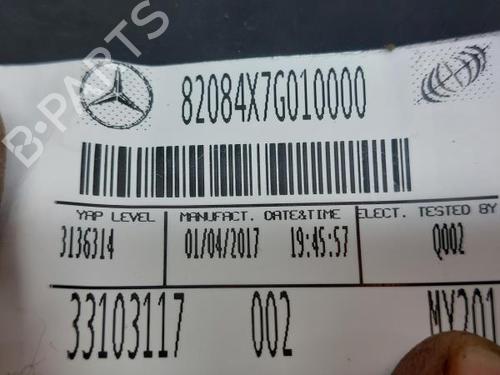 B-PARTS
82084X7G010000
YAP LEVEL MANUFACT. DATE&TIME ELECT. TESTED BY
3136314 01/04/2017 19:45:57 Q002
33103117 002 MY201